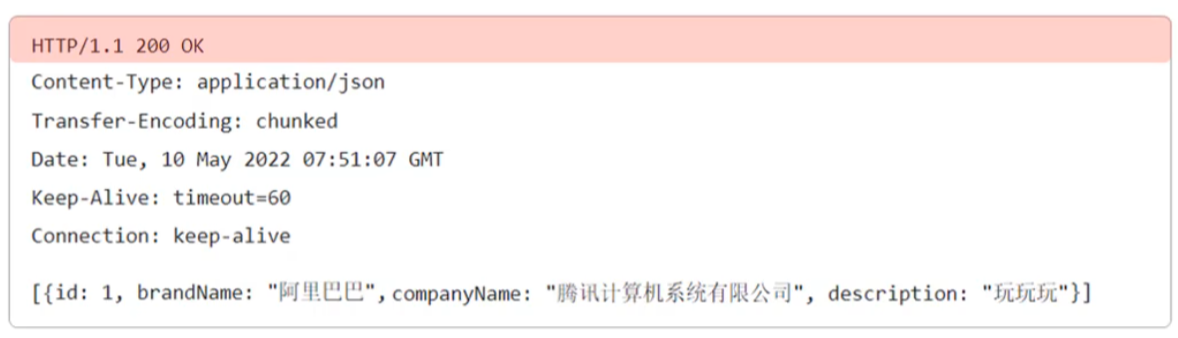 HTTP/1.1 200 OK
Content-Type: application/json
Transfer-Encoding: chunked
Date: Tue, 10 May 2022 07:51:07 GMT
Keep-Alive: timeout=60
Connection: keep-alive
[{id: 1, brandName: "阿里巴巴",companyName: "腾讯计算机系统有限公司", description: "玩玩玩"}]